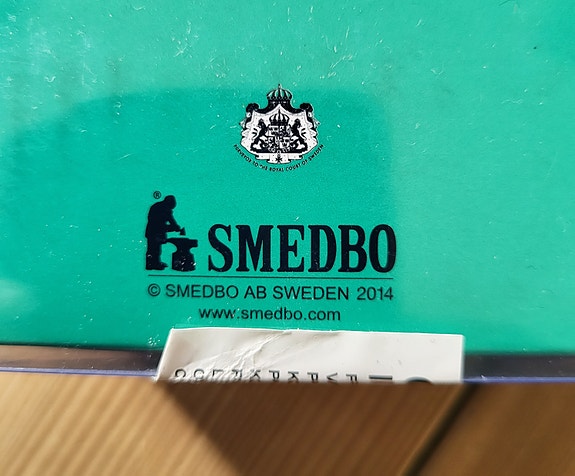 PURVEYOR TO THE ROYAL COURT OF SWEDEN
®
SMEDBO
© SMEDBO AB SWEDEN 2014
www.smedbo.com